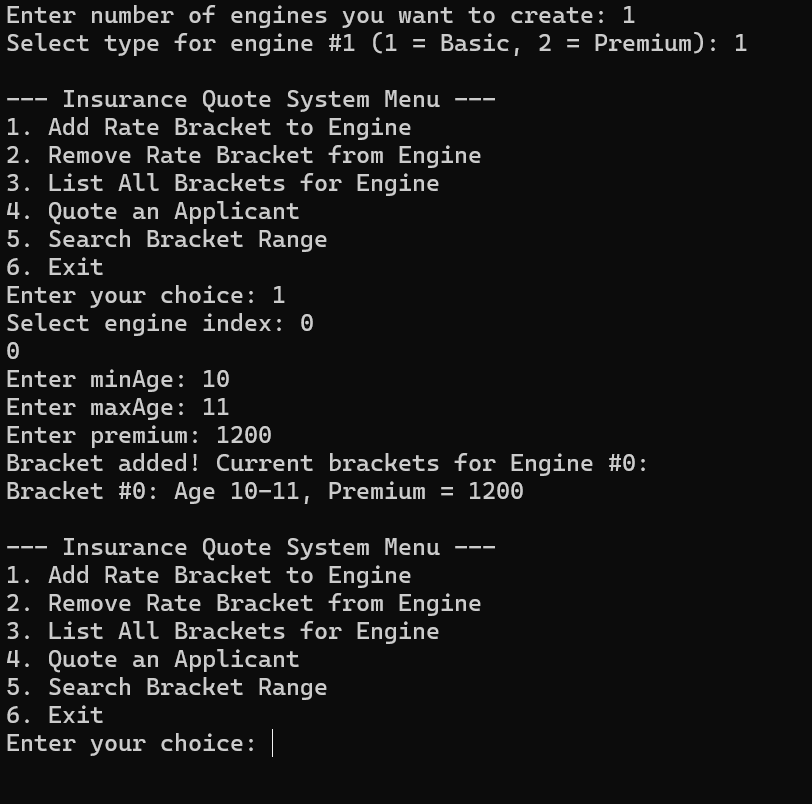 Enter number of engines you want to create: 1
Select type for engine #1 (1 = Basic, 2 = Premium): 1
--- Insurance Quote System Menu ---
1. Add Rate Bracket to Engine
2. Remove Rate Bracket from Engine
3. List All Brackets for Engine
4. Quote an Applicant
5. Search Bracket Range
6. Exit
Enter your choice: 1
Select engine index: 0
0
Enter minAge: 10
Enter maxAge: 11
Enter premium: 1200
Bracket added! Current brackets for Engine #0:
Bracket #0: Age 10-11, Premium = 1200
--- Insurance Quote System Menu ---
1. Add Rate Bracket to Engine
2. Remove Rate Bracket from Engine
3. List All Brackets for Engine
4. Quote an Applicant
5. Search Bracket Range
6. Exit
Enter your choice: